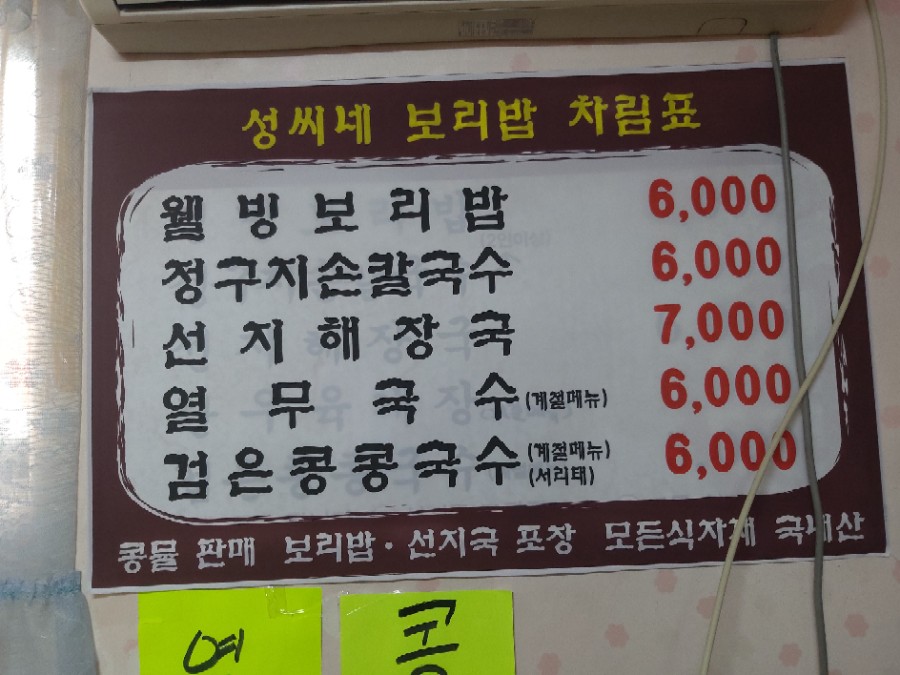 성씨네 보리밥 차림표
웰빙보리밥 6,000
정구지손칼국수 6,000
선지해장국 7,000
열무국수(계절메뉴) 6,000
검은콩콩국수(계절메뉴)(서리태) 6,000
콩물 판매 보리밥·선지국 포장 모든식자재 국내산
여 콩